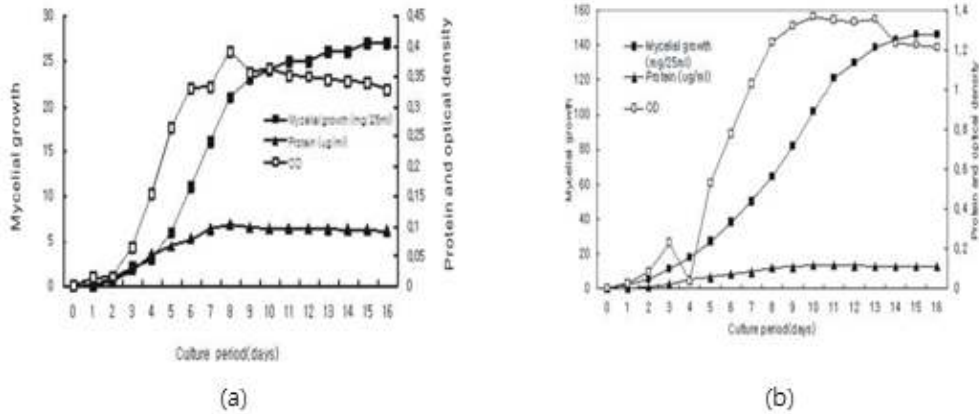 30
25
20
15
10
5
0
0,45
0,4
0,35
0,3
0,25
0,2
0,15
0,1
0,05
0
Mycelial growth
Protein and optical density
Mycelial growth (mg/25ml)
Protein (ug/ml)
OD
0 1 2 3 4 5 6 7 8 9 10 11 12 13 14 15 16
Culture period(days)
(a)
160
140
120
100
80
60
40
20
0
1,4
1,2
1
0,8
0,6
0,4
0,2
0
Mycelial growth
Protein and optical density
Mycelial growth
(mg/25ml)
Protein (ug/ml)
OD
0 1 2 3 4 5 6 7 8 9 10 11 12 13 14 15 16
Culture period(days)
(b)